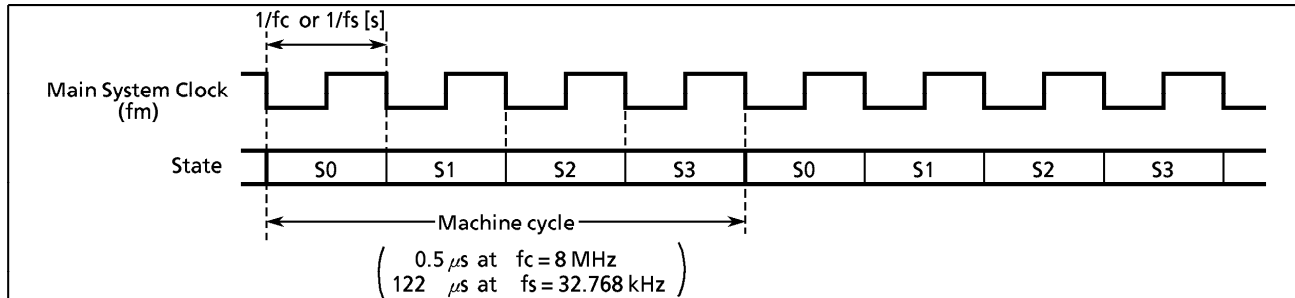 1/fc or 1/fs [s]
Main System Clock
(fm)
State
S0 S1 S2 S3 S0 S1 S2 S3
Machine cycle
0.5 μs at fc = 8 MHz
122 μs at fs = 32.768 kHz